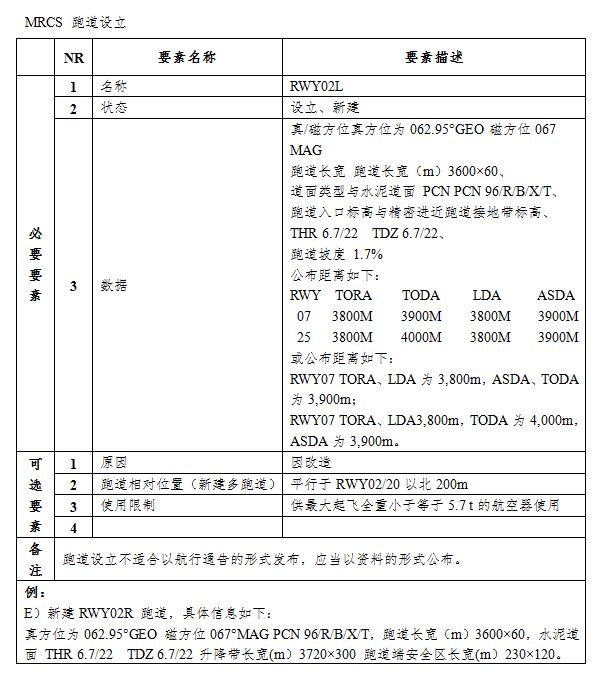 MRCS 跑道设立
NR 要素名称 要素描述
必要要素
1 名称 RWY02L
2 状态 设立、新建
3 数据
真/磁方位真方位为 062.95°GEO 磁方位 067
MAG
跑道长宽 跑道长宽（m）3600×60、
道面类型与水泥道面 PCN PCN 96/R/B/X/T、
跑道入口标高与精密进近跑道接地带标高、
THR 6.7/22 TDZ 6.7/22、
跑道坡度 1.7%
公布距离如下：
RWY TORA TODA LDA ASDA
07 3800M 3900M 3800M 3900M
25 3800M 4000M 3800M 3900M
或公布距离如下：
RWY07 TORA、LDA 为 3,800m，ASDA、TODA
为 3,900m；
RWY07 TORA、LDA3,800m，TODA 为 4,000m，
ASDA 为 3,900m。
可选要素
1 原因 因改造
2 跑道相对位置（新建多跑道） 平行于 RWY02/20 以北 200m
3 使用限制 供最大起飞全重小于等于 5.7 t 的航空器使用
4
备注
跑道设立不适合以航行通告的形式发布，应当以资料的形式公布。
例：
E）新建 RWY02R 跑道，具体信息如下：
真方位为 062.95°GEO 磁方位 067°MAG PCN 96/R/B/X/T，跑道长宽（m）3600×60，水泥道
面 THR 6.7/22 TDZ 6.7/22 升降带长宽(m）3720×300 跑道端安全区长宽(m）230×120。